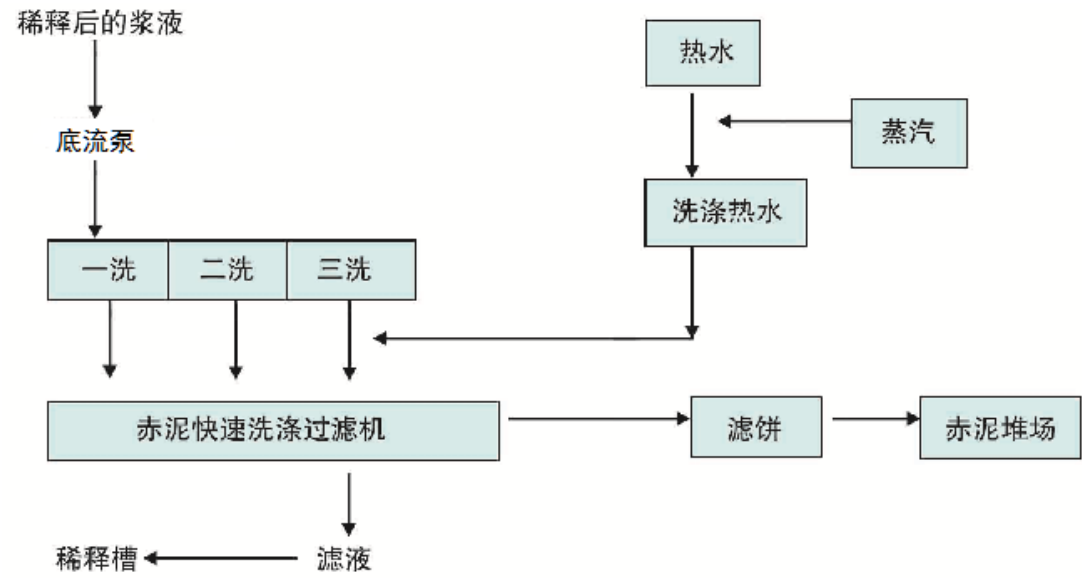 稀释后的浆液
热水
蒸汽
底流泵
洗涤热水
一洗
二洗
三洗
赤泥快速洗涤过滤机
滤饼
赤泥堆场
稀释槽
滤液